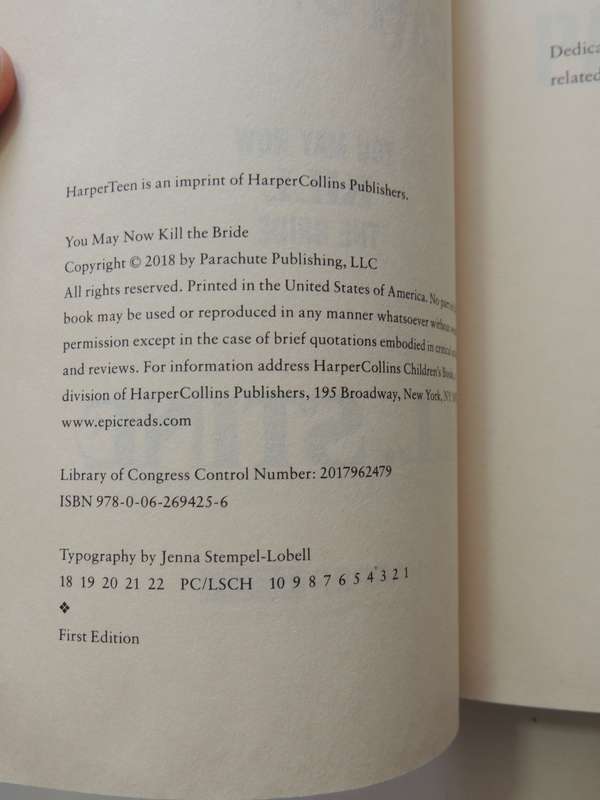 HarperTeen is an imprint of HarperCollins Publishers.
You May Now Kill the Bride
Copyright © 2018 by Parachute Publishing, LLC
All rights reserved. Printed in the United States of America. No part
book may be used or reproduced in any manner whatsoever without
permission except in the case of brief quotations embodied in critical
and reviews. For information address HarperCollins Children's Books,
division of HarperCollins Publishers, 195 Broadway, New York, NY
www.epicreads.com
Library of Congress Control Number: 2017962479
ISBN 978-0-06-269425-6
Typography by Jenna Stempel-Lobell
18 19 20 21 22 PC/LSCH 10 9 8 7 6 5 4 3 2 1
❖
First Edition
Dedica
related